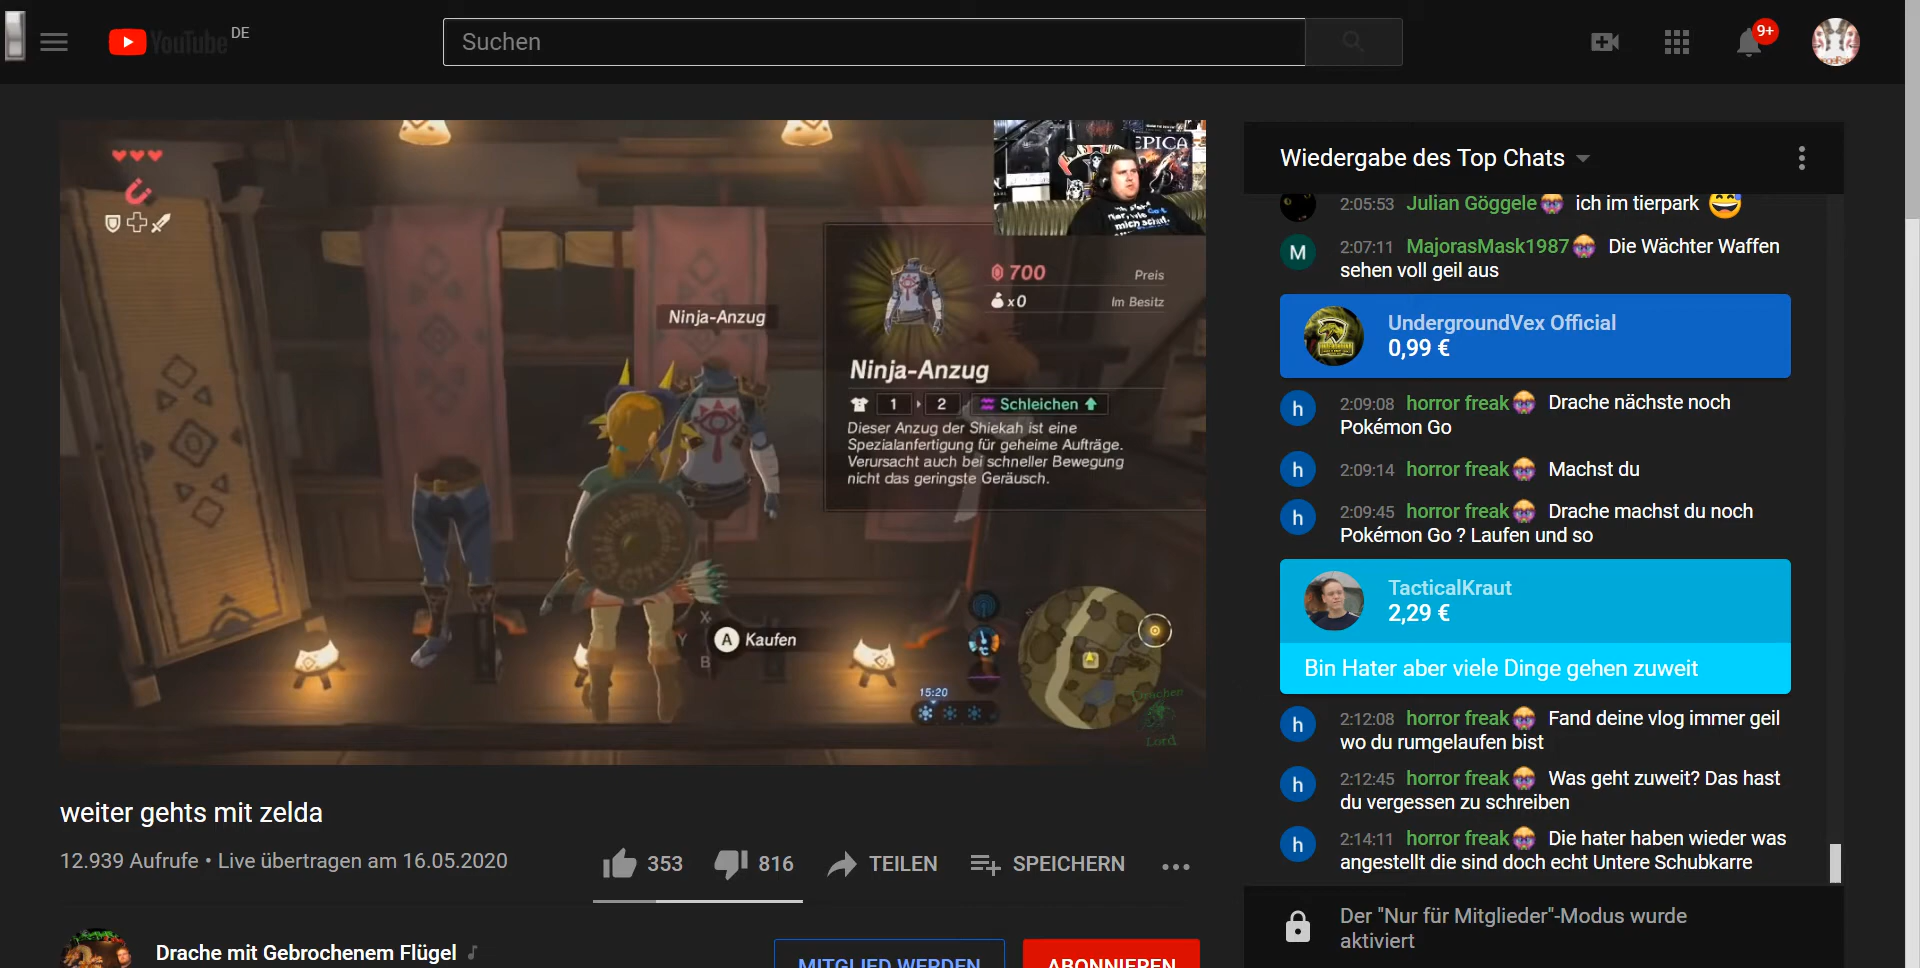 YouTube DE
Suchen
9+
EPICA
Ninja-Anzug
700 Preis
x0 Im Besitz
Ninja-Anzug
1 2 Schleichen
Dieser Anzug der Shiekah ist eine
Spezialanfertigung für geheime Aufträge.
Verursacht auch bei schneller Bewegung
nicht das geringste Geräusch.
X
Y
B
A Kaufen
15:20
Drachen
Lord
weiter gehts mit zelda
12.939 Aufrufe • Live übertragen am 16.05.2020
353 816 TEILEN SPEICHERN
Drache mit Gebrochenem Flügel
MITGLIED WERDEN ABONNIEREN
Wiedergabe des Top Chats
2:05:53 Julian Göggele ich im tierpark
M 2:07:11 MajorasMask1987 Die Wächter Waffen
sehen voll geil aus
UndergroundVex Official
0,99 €
h 2:09:08 horror freak Drache nächste noch
Pokémon Go
h 2:09:14 horror freak Machst du
h 2:09:45 horror freak Drache machst du noch
Pokémon Go ? Laufen und so
TacticalKraut
2,29 €
Bin Hater aber viele Dinge gehen zuweit
h 2:12:08 horror freak Fand deine vlog immer geil
wo du rumgelaufen bist
h 2:12:45 horror freak Was geht zuweit? Das hast
du vergessen zu schreiben
h 2:14:11 horror freak Die hater haben wieder was
angestellt die sind doch echt Untere Schubkarre
Der "Nur für Mitglieder"-Modus wurde
aktiviert